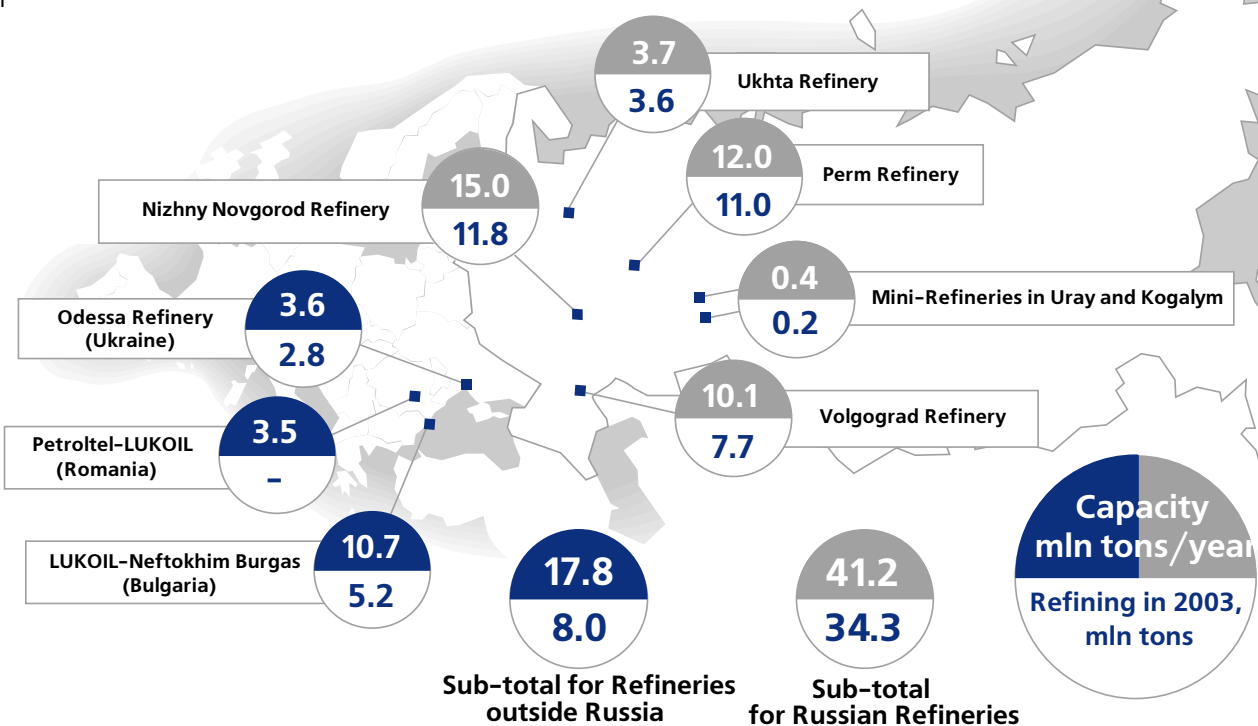 3.7
3.6
Ukhta Refinery
12.0
11.0
Perm Refinery
15.0
11.8
Nizhny Novgorod Refinery
0.4
0.2
Mini-Refineries in Uray and Kogalym
3.6
2.8
Odessa Refinery
(Ukraine)
10.1
7.7
Volgograd Refinery
3.5
–
Petroltel-LUKOIL
(Romania)
10.7
5.2
LUKOIL-Neftokhim Burgas
(Bulgaria)
17.8
8.0
Sub-total for Refineries
outside Russia
41.2
34.3
Sub-total
for Russian Refineries
Capacity
mln tons/year
Refining in 2003,
mln tons